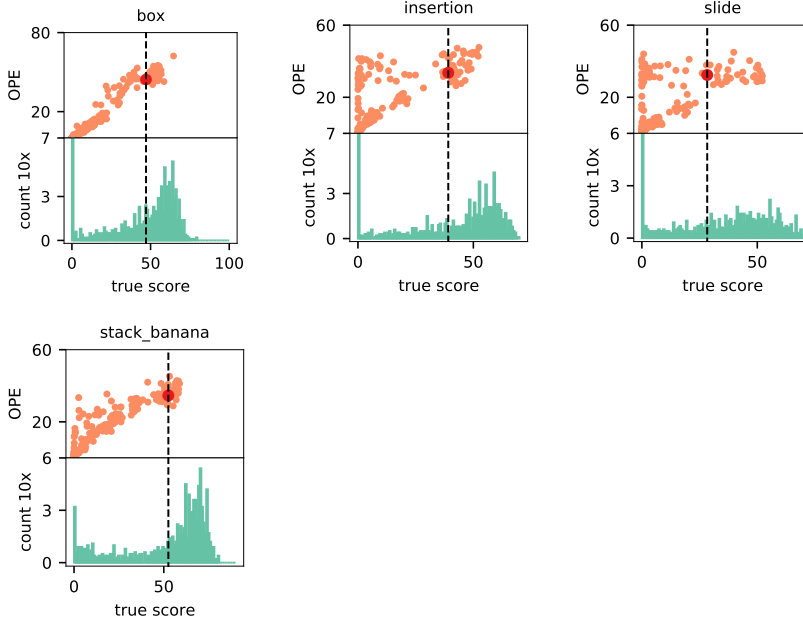 box
80
20
OPE
7
3
0
count 10x
0
50
100
true score
insertion
60
20
OPE
7
3
0
count 10x
0
50
true score
slide
60
20
OPE
6
3
0
count 10x
0
50
true score
stack_banana
60
20
OPE
6
3
0
count 10x
0
50
true score